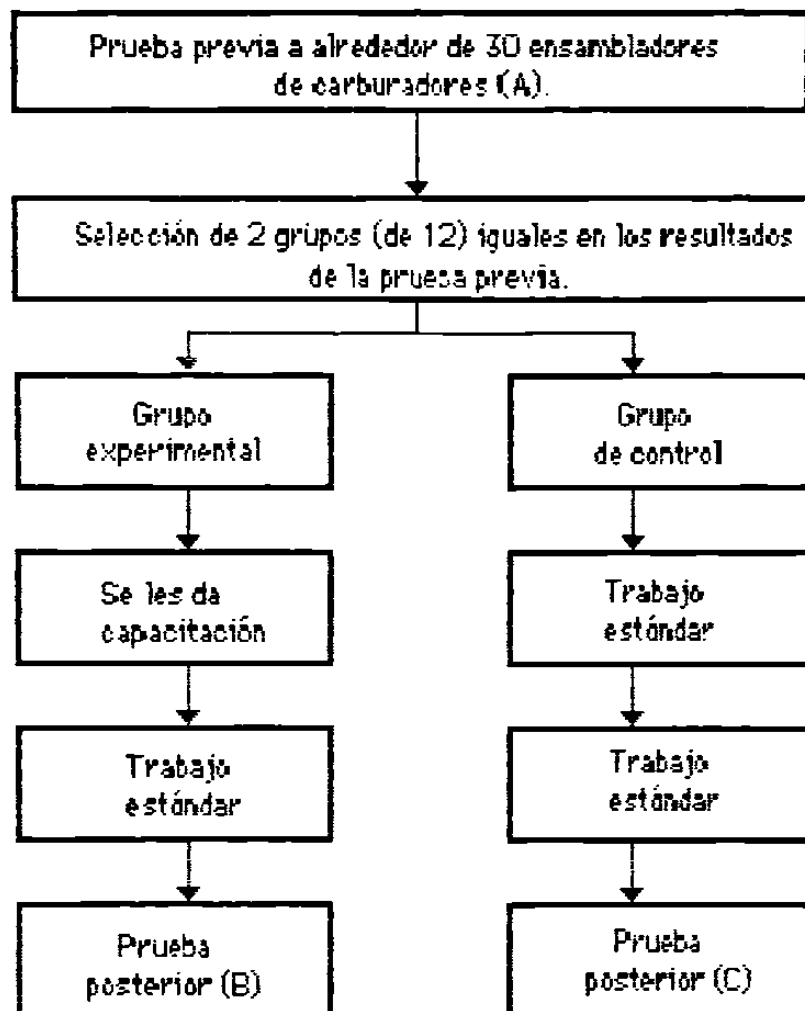 Prueba previa a alrededor de 30 ensambladores
de carburadores (A).
Selección de 2 grupos (de 12) iguales en los resultados
de la prueba previa.
Grupo
experimental
Grupo
de control
Se les da
capacitación
Trabajo
estándar
Trabajo
estándar
Trabajo
estándar
Prueba
posterior (B)
Prueba
posterior (C)